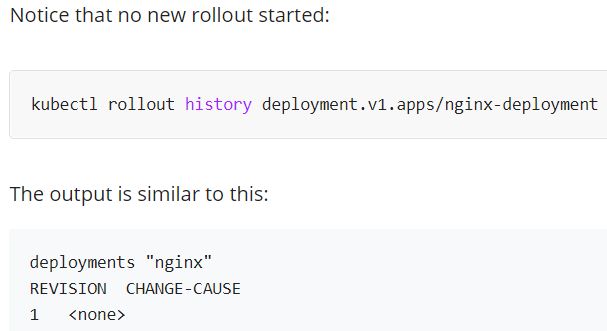 Notice that no new rollout started:
kubectl rollout history deployment.v1.apps/nginx-deployment
The output is similar to this:
deployments "nginx"
REVISION  CHANGE-CAUSE
1   <none>